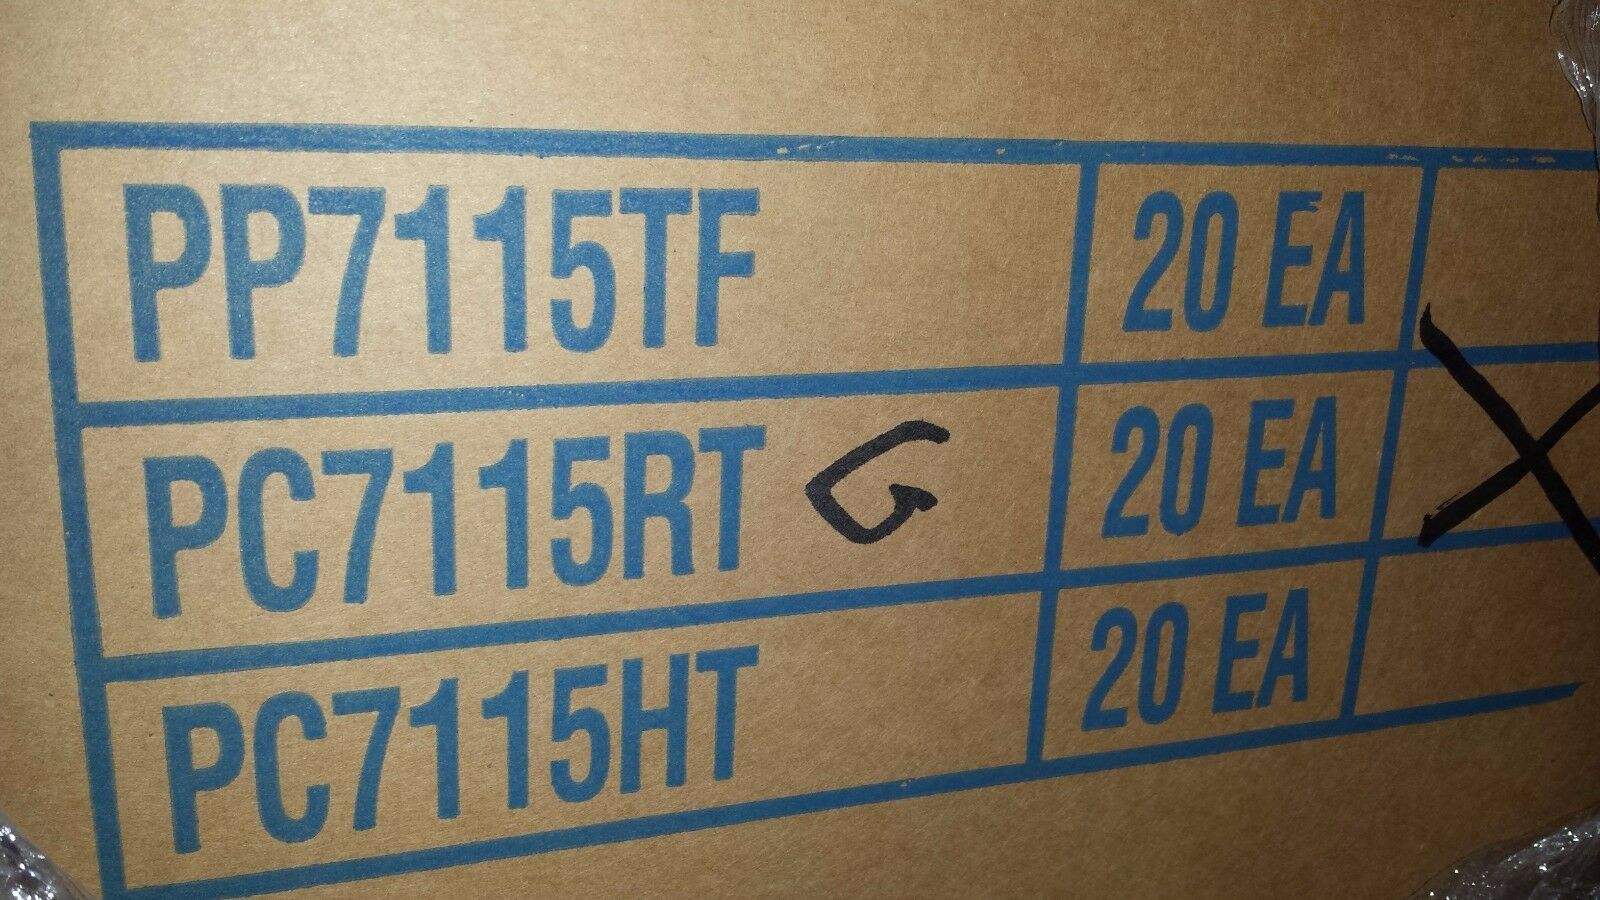 PP7115TF 20 EA
PC7115RT G 20 EA X
PC7115HT 20 EA